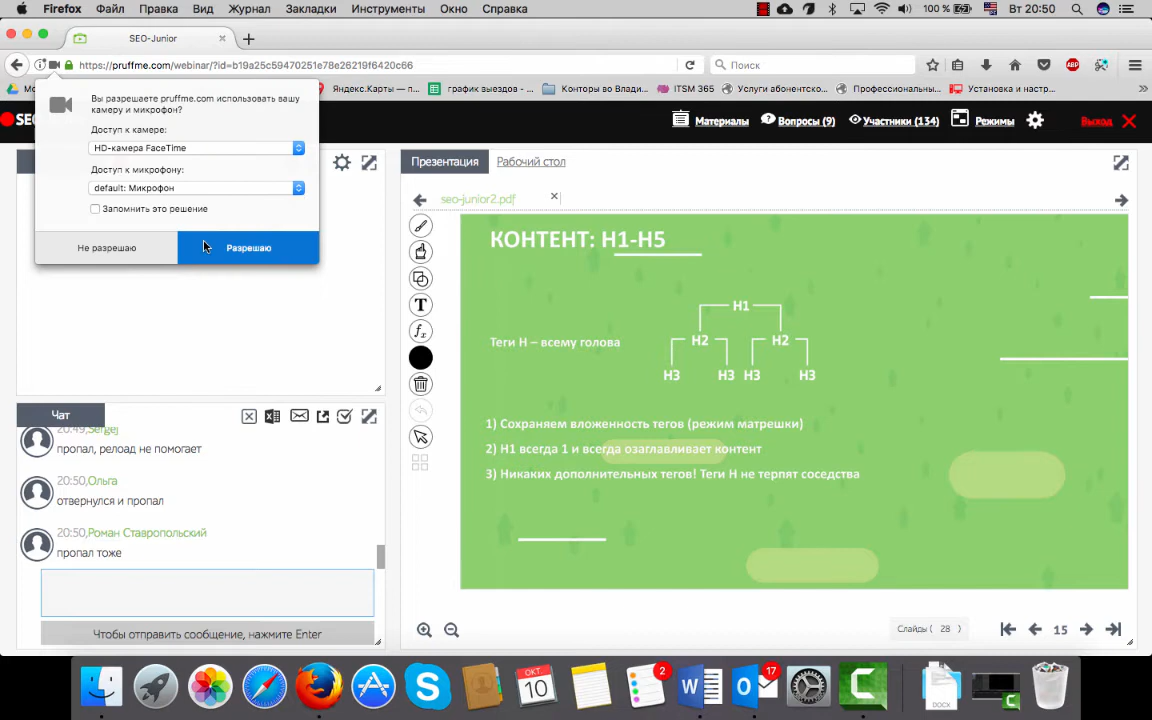 Firefox Файл Правка Вид Журнал Закладки Инструменты Окно Справка 100 % Вт 20:50
SEO-Junior
https://pruffme.com/webinar/?id=b19a25c59470251e78e26219f6420c66 Поиск ABP
Яндекс.Карты — п... график выездов - ... Конторы во Влади... ITSM 365 Услуги абонентско... Профессиональны... Установка и настр...
Вы разрешаете pruffme.com использовать вашу
камеру и микрофон?
Доступ к камере:
HD-камера FaceTime
Доступ к микрофону:
default: Микрофон
Запомнить это решение
Не разрешаю Разрешаю
Материалы Вопросы (9) Участники (134) Режимы Выход
Презентация Рабочий стол
seo-junior2.pdf
КОНТЕНТ: H1-H5
H1
Теги H – всему голова
H2 H2
H3 H3 H3 H3
1) Сохраняем вложенность тегов (режим матрешки)
2) H1 всегда 1 и всегда озаглавливает контент
3) Никаких дополнительных тегов! Теги H не терпят соседства
Слайды ( 28 ) 15
Чат
20:49,Sergej
пропал, релоад не помогает
20:50,Ольга
отвернулся и пропал
20:50,Роман Ставропольский
пропал тоже
Чтобы отправить сообщение, нажмите Enter
ОКТ
10
2
17
DOCX